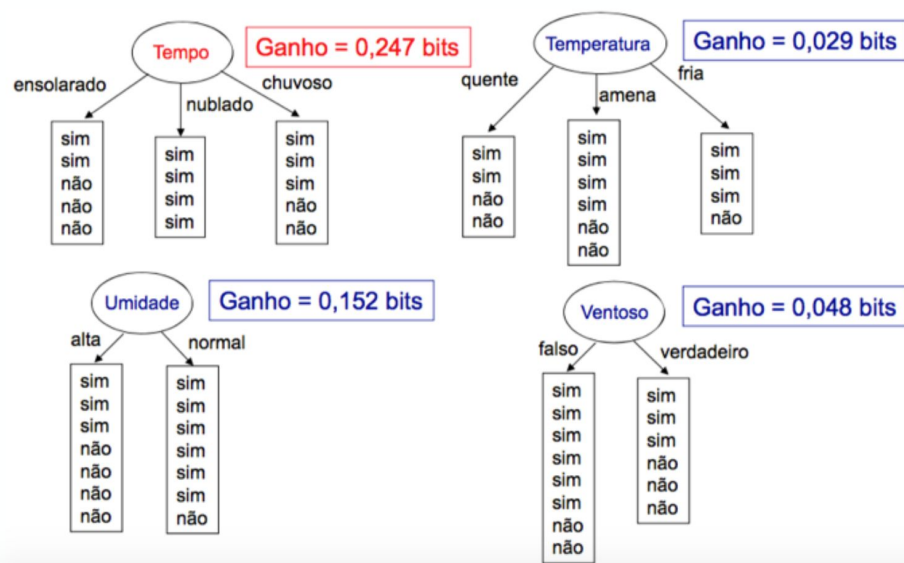 Tempo
Ganho = 0,247 bits
ensolarado
nublado
chuvoso
sim
sim
não
não
não
sim
sim
sim
sim
sim
sim
sim
não
não
Temperatura
Ganho = 0,029 bits
quente
amena
fria
sim
sim
não
não
sim
sim
sim
sim
não
não
sim
sim
sim
não
Umidade
Ganho = 0,152 bits
alta
normal
sim
sim
sim
não
não
não
não
sim
sim
sim
sim
sim
sim
não
Ventoso
Ganho = 0,048 bits
falso
verdadeiro
sim
sim
sim
sim
sim
sim
não
não
sim
sim
sim
não
não
não